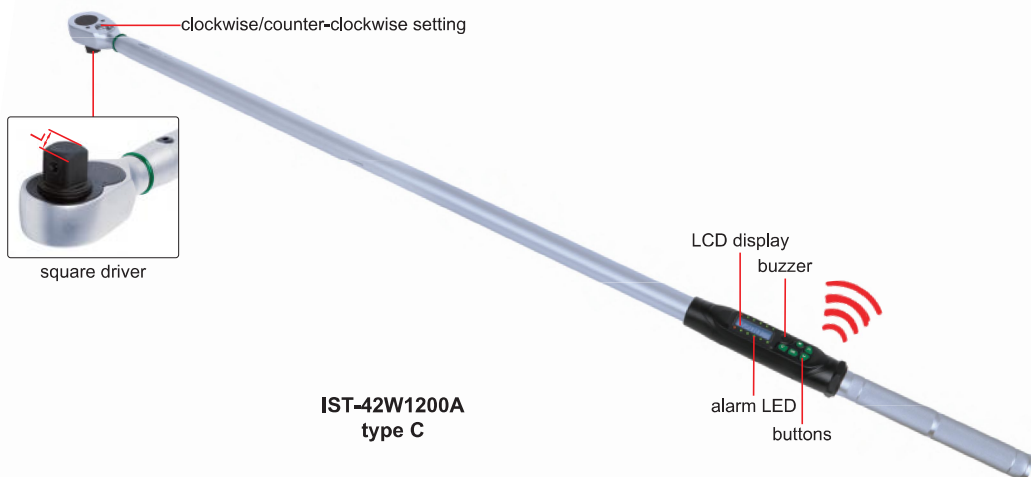 clockwise/counter-clockwise setting
L
square driver
LCD display
buzzer
alarm LED
buttons
IST-42W1200A
type C